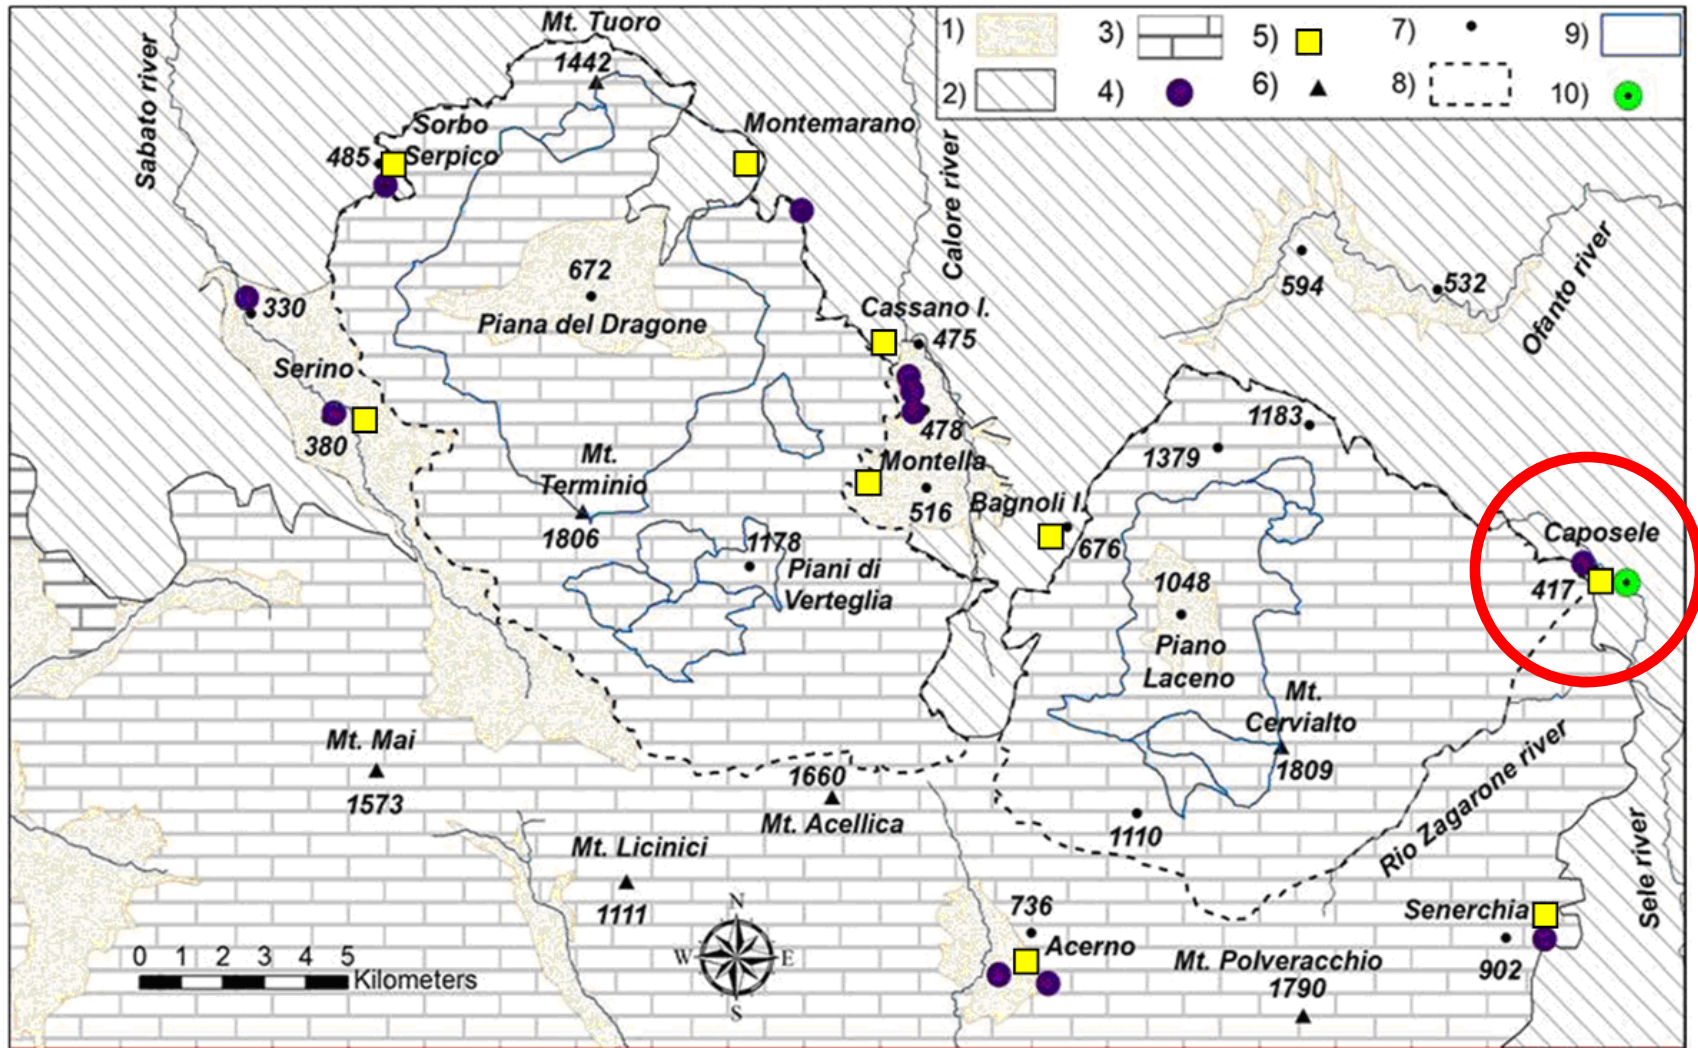 Mt. Tuoro
1442
1)
3)
5)
7)
9)
2)
4)
6)
8)
10)
Sabato river
Sorbo
Serpico
485
Montemarano
Calore river
672
Piana del Dragone
594
532
Ofanto river
330
Cassano I.
475
Serino
380
478
Montella
516
1183
1379
Mt.
Terminio
1806
1178
Piani di
Verteglia
Bagnoli I.
676
Caposele
417
1048
Piano
Laceno
Mt.
Cervialto
1809
Mt. Mai
1573
1660
Mt. Acellica
1110
Rio Zagarone river
Sele river
Mt. Licinici
1111
736
Acerno
Senerchia
902
Mt. Polveracchio
1790
N
W
E
S
0 1 2 3 4 5
Kilometers